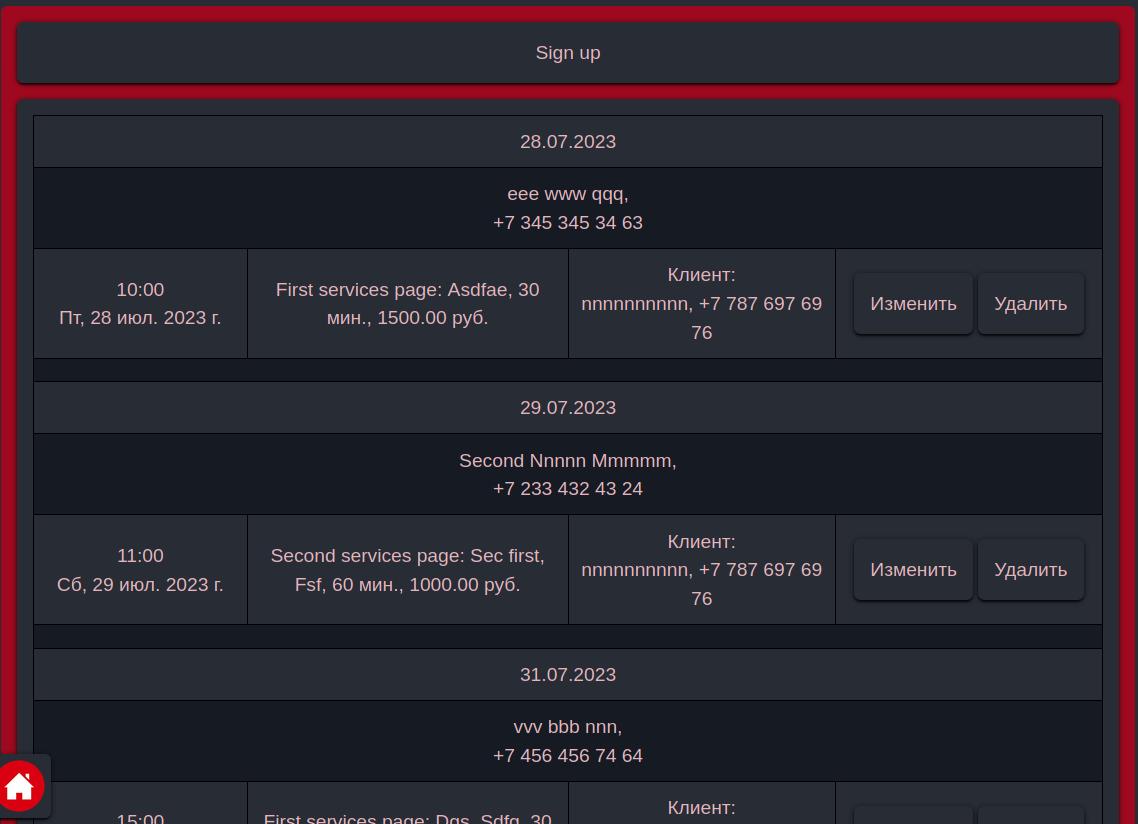 Sign up
28.07.2023
eee www qqq,
+7 345 345 34 63
10:00
Пт, 28 июл. 2023 г.
First services page: Asdfae, 30
мин., 1500.00 руб.
Клиент:
nnnnnnnnnn, +7 787 697 69
76
Изменить
Удалить
29.07.2023
Second Nnnnn Mmmmm,
+7 233 432 43 24
11:00
Сб, 29 июл. 2023 г.
Second services page: Sec first,
Fsf, 60 мин., 1000.00 руб.
Клиент:
nnnnnnnnnn, +7 787 697 69
76
Изменить
Удалить
31.07.2023
vvv bbb nnn,
+7 456 456 74 64
15:00
First services page: Dgs, Sdfg, 30
Клиент: